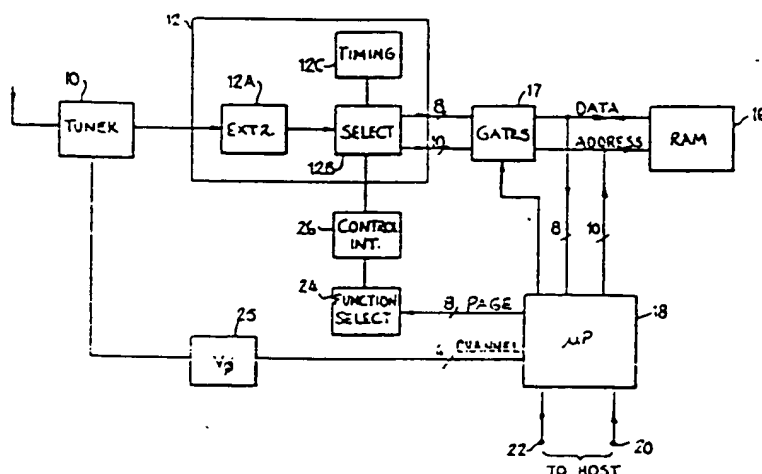 12
TIMING
12C
10
12A
TUNER
EXTR
SELECT
12B
8
10
17
GATES
DATA
ADDRESS
RAM
16
26
CONTROL
INT.
24
FUNCTION
SELECT
8
10
8 PAGE
18
25
4 CHANNEL
µP
22
20
TO HOST